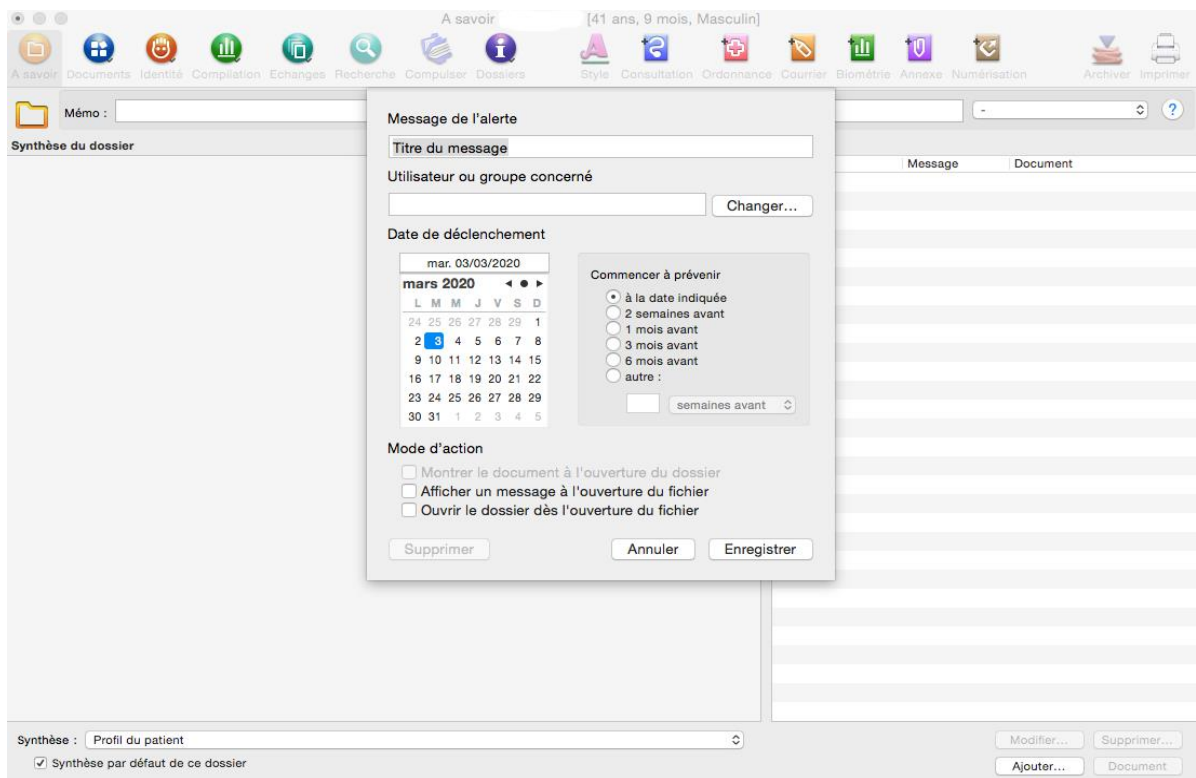 A savoir [41 ans, 9 mois, Masculin]
A savoir Documents Identité Compilation Echanges Recherche Compulser Dossiers Style Consultation Ordonnance Courrier Biométrie Annexe Numérisation Archiver Imprimer
Mémo :
-
?
Synthèse du dossier
Message Document
Message de l'alerte
Titre du message
Utilisateur ou groupe concerné
Changer...
Date de déclenchement
mar. 03/03/2020
mars 2020
L M M J V S D
24 25 26 27 28 29 1
2 3 4 5 6 7 8
9 10 11 12 13 14 15
16 17 18 19 20 21 22
23 24 25 26 27 28 29
30 31 1 2 3 4 5
Commencer à prévenir
à la date indiquée
2 semaines avant
1 mois avant
3 mois avant
6 mois avant
autre :
semaines avant
Mode d'action
Montrer le document à l'ouverture du dossier
Afficher un message à l'ouverture du fichier
Ouvrir le dossier dès l'ouverture du fichier
Supprimer Annuler Enregistrer
Synthèse : Profil du patient
Synthèse par défaut de ce dossier
Modifier... Supprimer...
Ajouter... Document